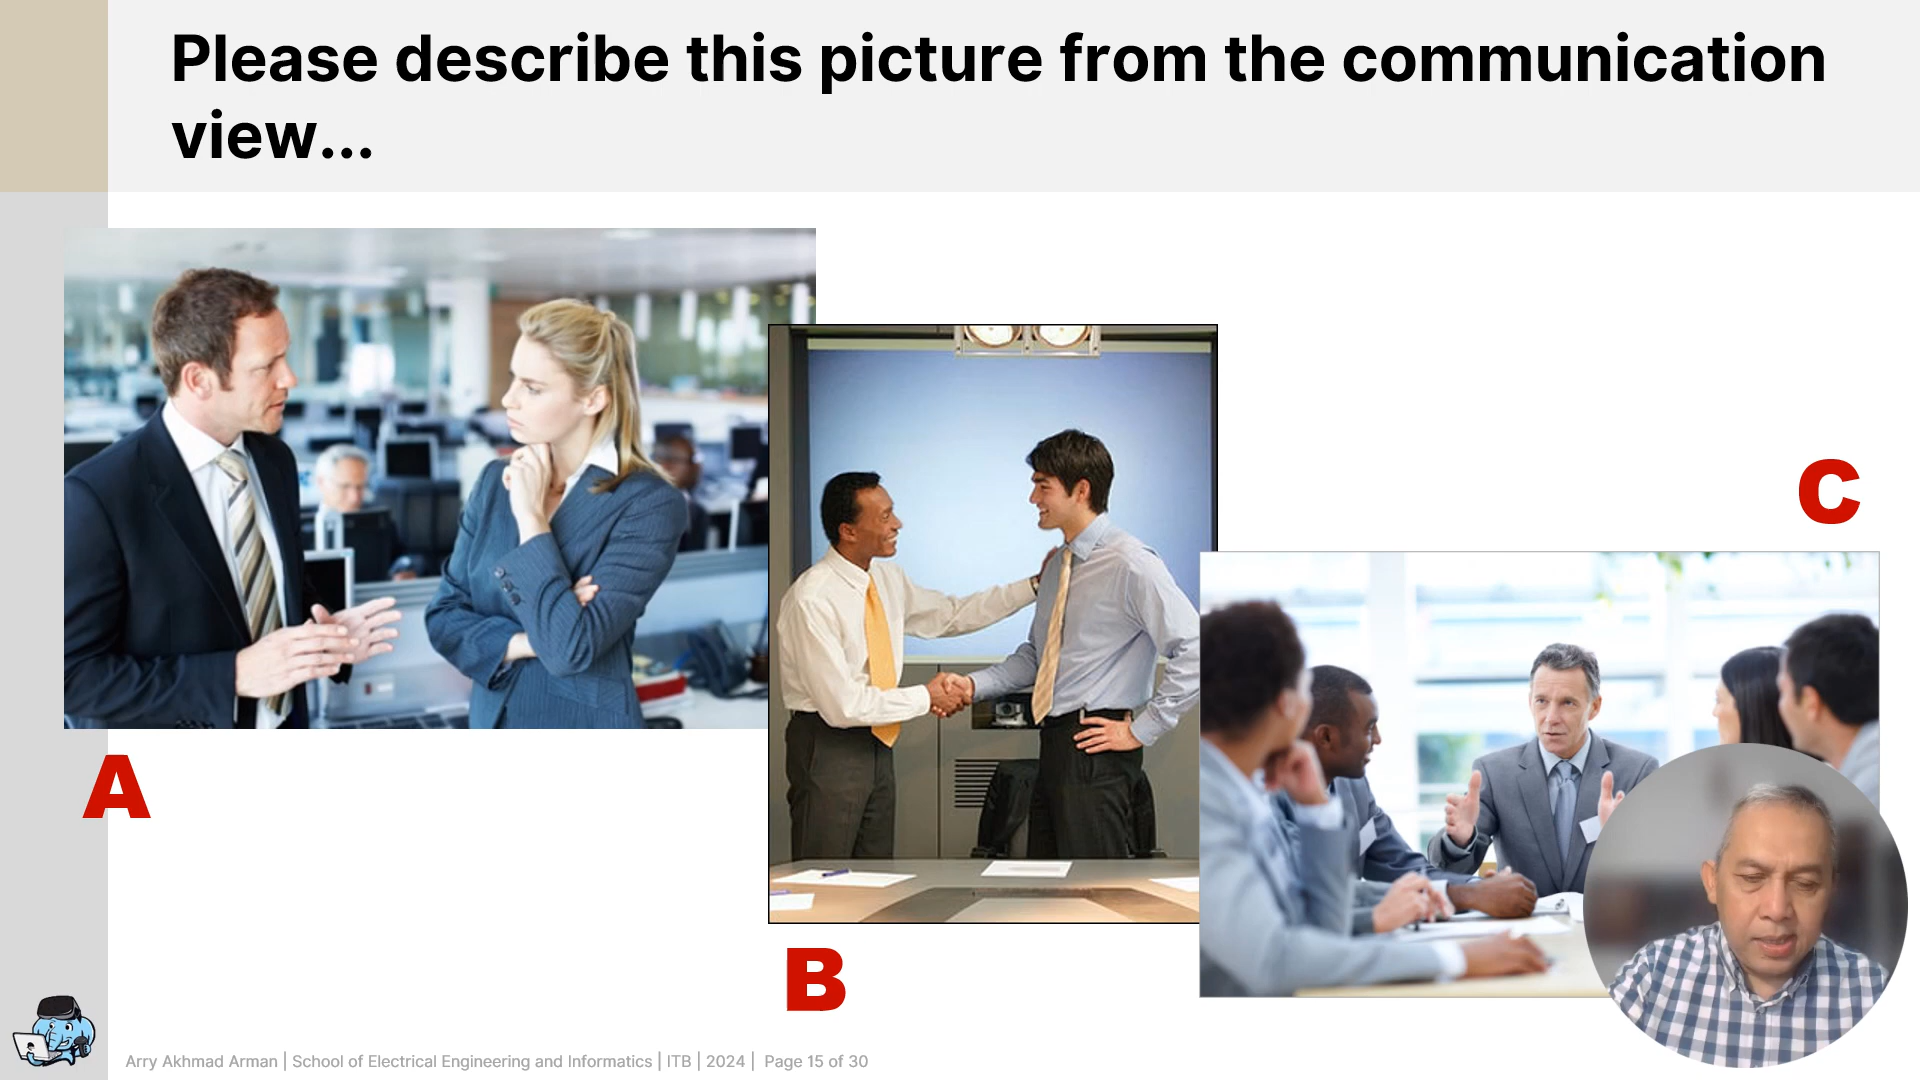 Please describe this picture from the communication
view...
A
B
C
Arry Akhmad Arman | School of Electrical Engineering and Informatics | ITB | 2024 | Page 15 of 30